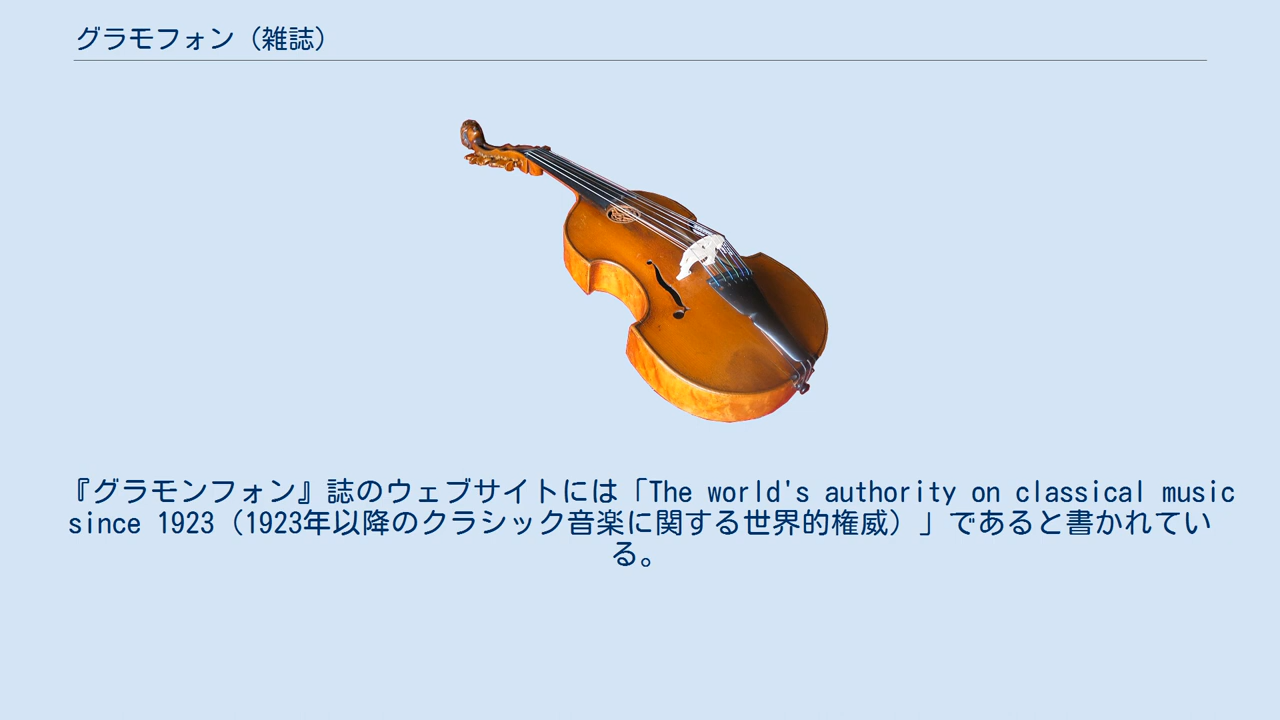 グラモフォン（雑誌）
『グラモンフォン』誌のウェブサイトには「The world's authority on classical music
since 1923（1923年以降のクラシック音楽に関する世界的権威）」であると書かれてい
る。